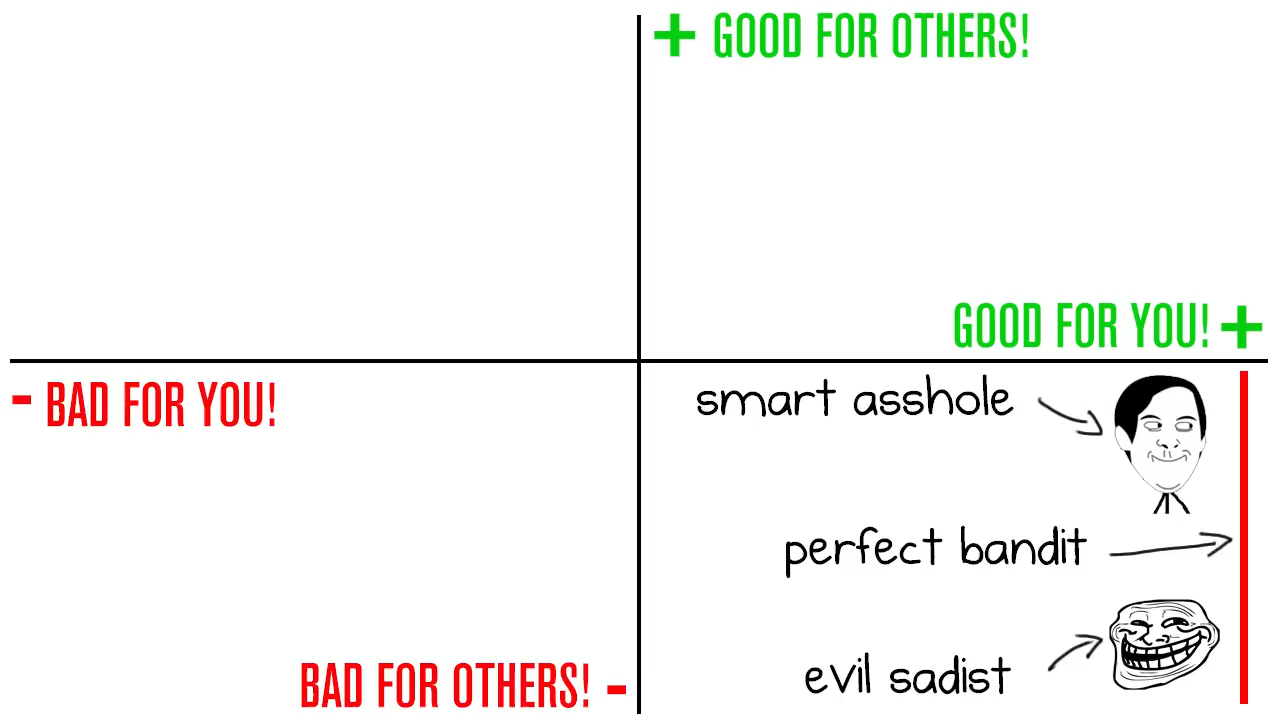 + GOOD FOR OTHERS!
GOOD FOR YOU! +
- BAD FOR YOU!
smart asshole
perfect bandit
evil sadist
BAD FOR OTHERS! -